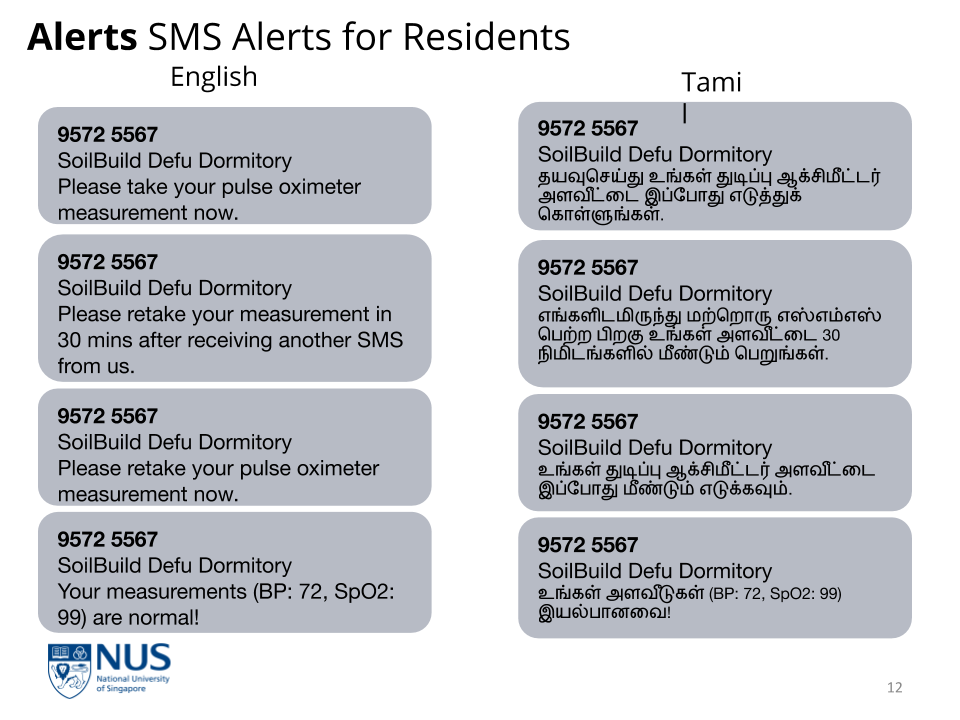 Alerts SMS Alerts for Residents
English
9572 5567
SoilBuild Defu Dormitory
Please take your pulse oximeter
measurement now.
9572 5567
SoilBuild Defu Dormitory
Please retake your measurement in
30 mins after receiving another SMS
from us.
9572 5567
SoilBuild Defu Dormitory
Please retake your pulse oximeter
measurement now.
9572 5567
SoilBuild Defu Dormitory
Your measurements (BP: 72, SpO2:
99) are normal!
Tami
l
9572 5567
SoilBuild Defu Dormitory
தயவுசெய்து உங்கள் துடிப்பு ஆக்சிமீட்டர்
அளவீட்டை இப்போது எடுத்துக்
கொள்ளுங்கள்.
9572 5567
SoilBuild Defu Dormitory
எங்களிடமிருந்து மற்றொரு எஸ்எம்எஸ்
பெற்ற பிறகு உங்கள் அளவீட்டை 30
நிமிடங்களில் மீண்டும் பெறுங்கள்.
9572 5567
SoilBuild Defu Dormitory
உங்கள் துடிப்பு ஆக்சிமீட்டர் அளவீட்டை
இப்போது மீண்டும் எடுக்கவும்.
9572 5567
SoilBuild Defu Dormitory
உங்கள் அளவீடுகள் (BP: 72, SpO2: 99)
இயல்பானவை!
NUS
National University
of Singapore
12